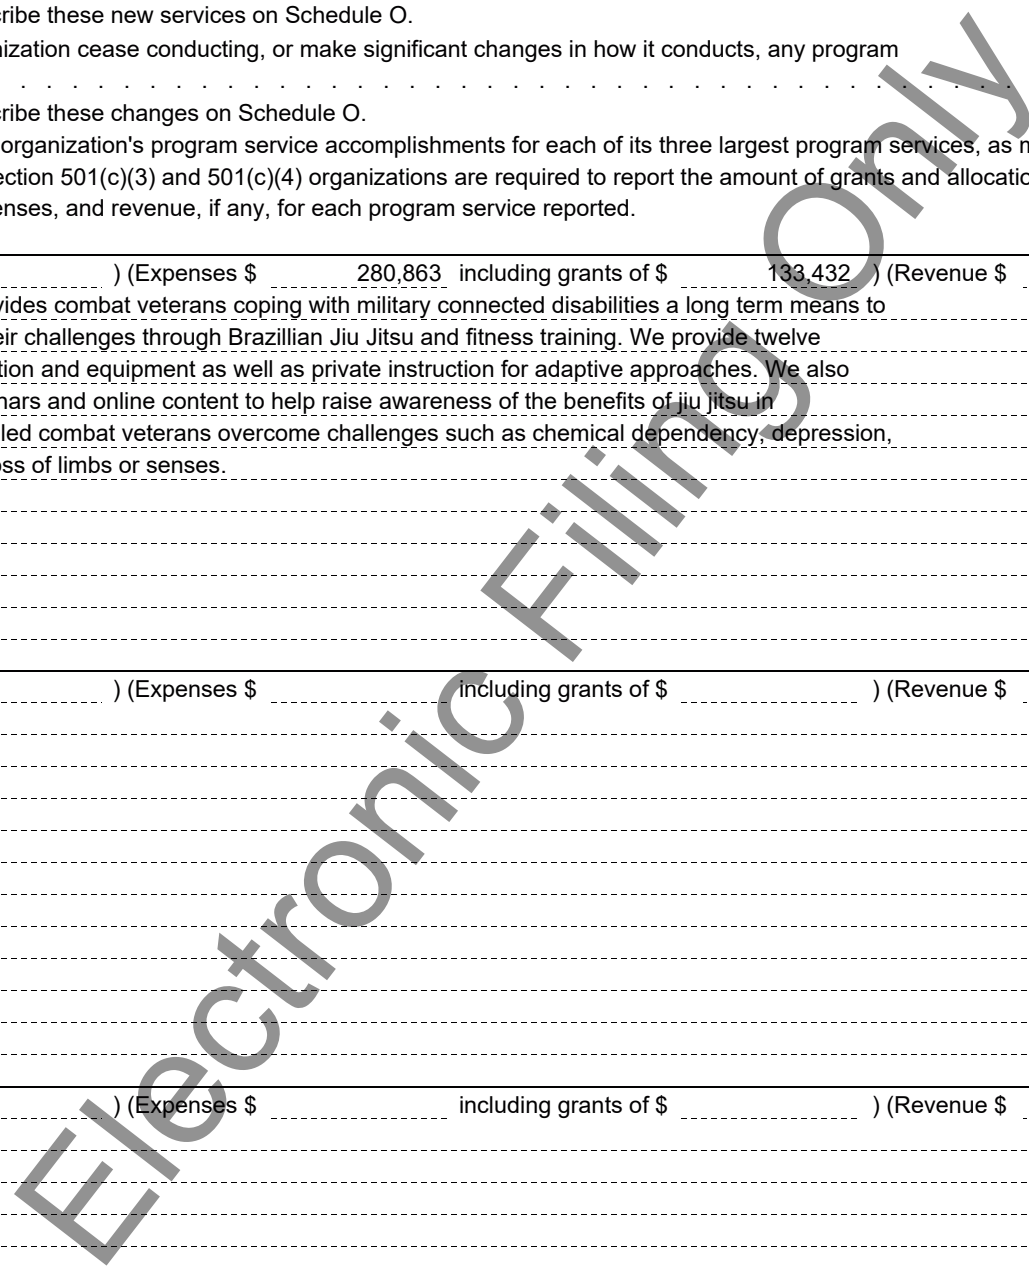 ribe these new services on Schedule O.
nization cease conducting, or make significant changes in how it conducts, any program
. . . . . . . . . . . . . . . . . . . . . . . . . . . . . . . . . . . . . . .
ribe these changes on Schedule O.
organization's program service accomplishments for each of its three largest program services, as m
ection 501(c)(3) and 501(c)(4) organizations are required to report the amount of grants and allocatio
enses, and revenue, if any, for each program service reported.
) (Expenses $ 280,863 including grants of $ 133,432 ) (Revenue $
vides combat veterans coping with military connected disabilities a long term means to
eir challenges through Brazillian Jiu Jitsu and fitness training. We provide twelve
tion and equipment as well as private instruction for adaptive approaches. We also
nars and online content to help raise awareness of the benefits of jiu jitsu in
led combat veterans overcome challenges such as chemical dependency, depression,
oss of limbs or senses.
) (Expenses $ including grants of $ ) (Revenue $
) (Expenses $ including grants of $ ) (Revenue $
Electronic Filing Only